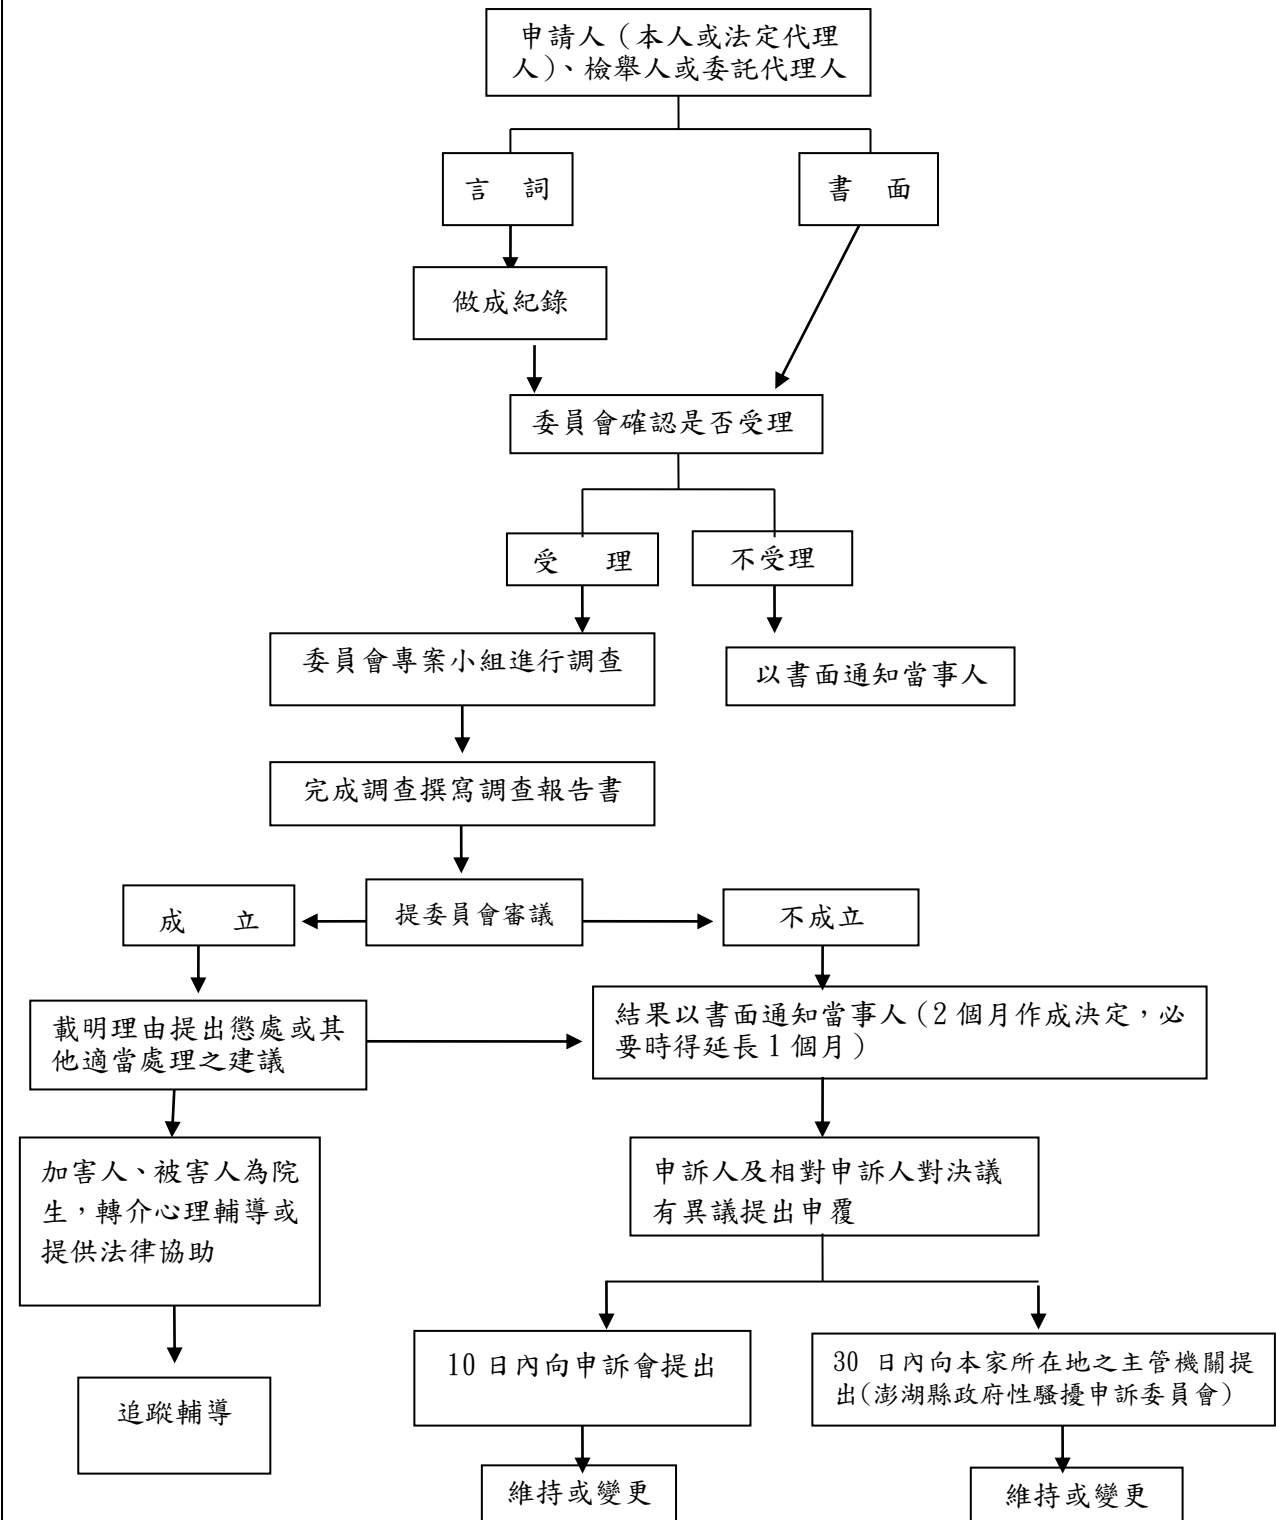 申請人（本人或法定代理
人）、檢舉人或委託代理人
言　詞
書　面
做成紀錄
委員會確認是否受理
受　理
不受理
委員會專案小組進行調查
以書面通知當事人
完成調查撰寫調查報告書
成　立
提委員會審議
不成立
載明理由提出懲處或其
他適當處理之建議
結果以書面通知當事人（2 個月作成決定，必
要時得延長 1 個月）
加害人、被害人為院
生，轉介心理輔導或
提供法律協助
申訴人及相對申訴人對決議
有異議提出申覆
10 日內向申訴會提出
30 日內向本家所在地之主管機關提
出(澎湖縣政府性騷擾申訴委員會)
追蹤輔導
維持或變更
維持或變更